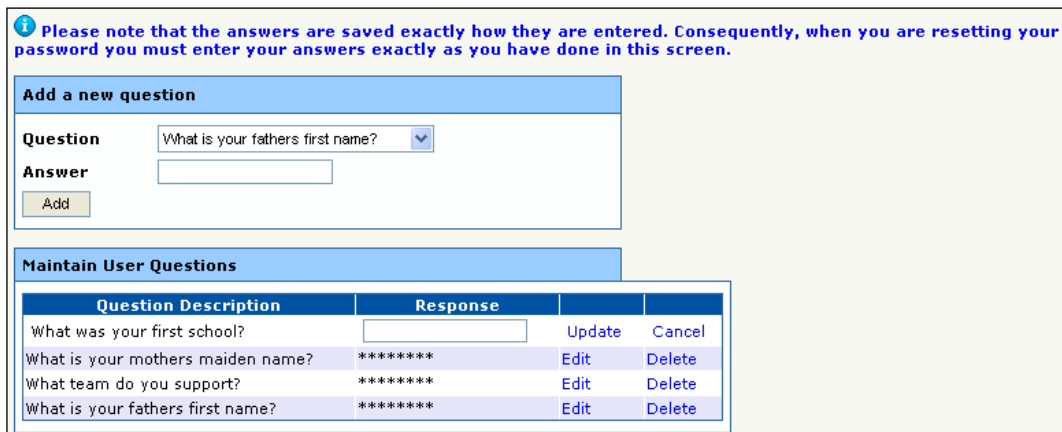 Please note that the answers are saved exactly how they are entered. Consequently, when you are resetting your
password you must enter your answers exactly as you have done in this screen.
Add a new question
Question What is your fathers first name?
Answer
Add
Maintain User Questions
Question Description Response
What was your first school? Update Cancel
What is your mothers maiden name? ******** Edit Delete
What team do you support? ******** Edit Delete
What is your fathers first name? ******** Edit Delete